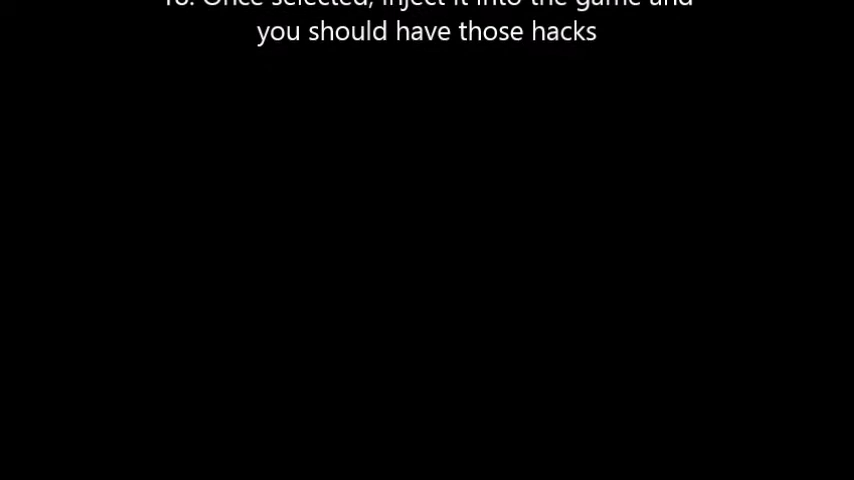 Once selected, inject it into the game and
you should have those hacks